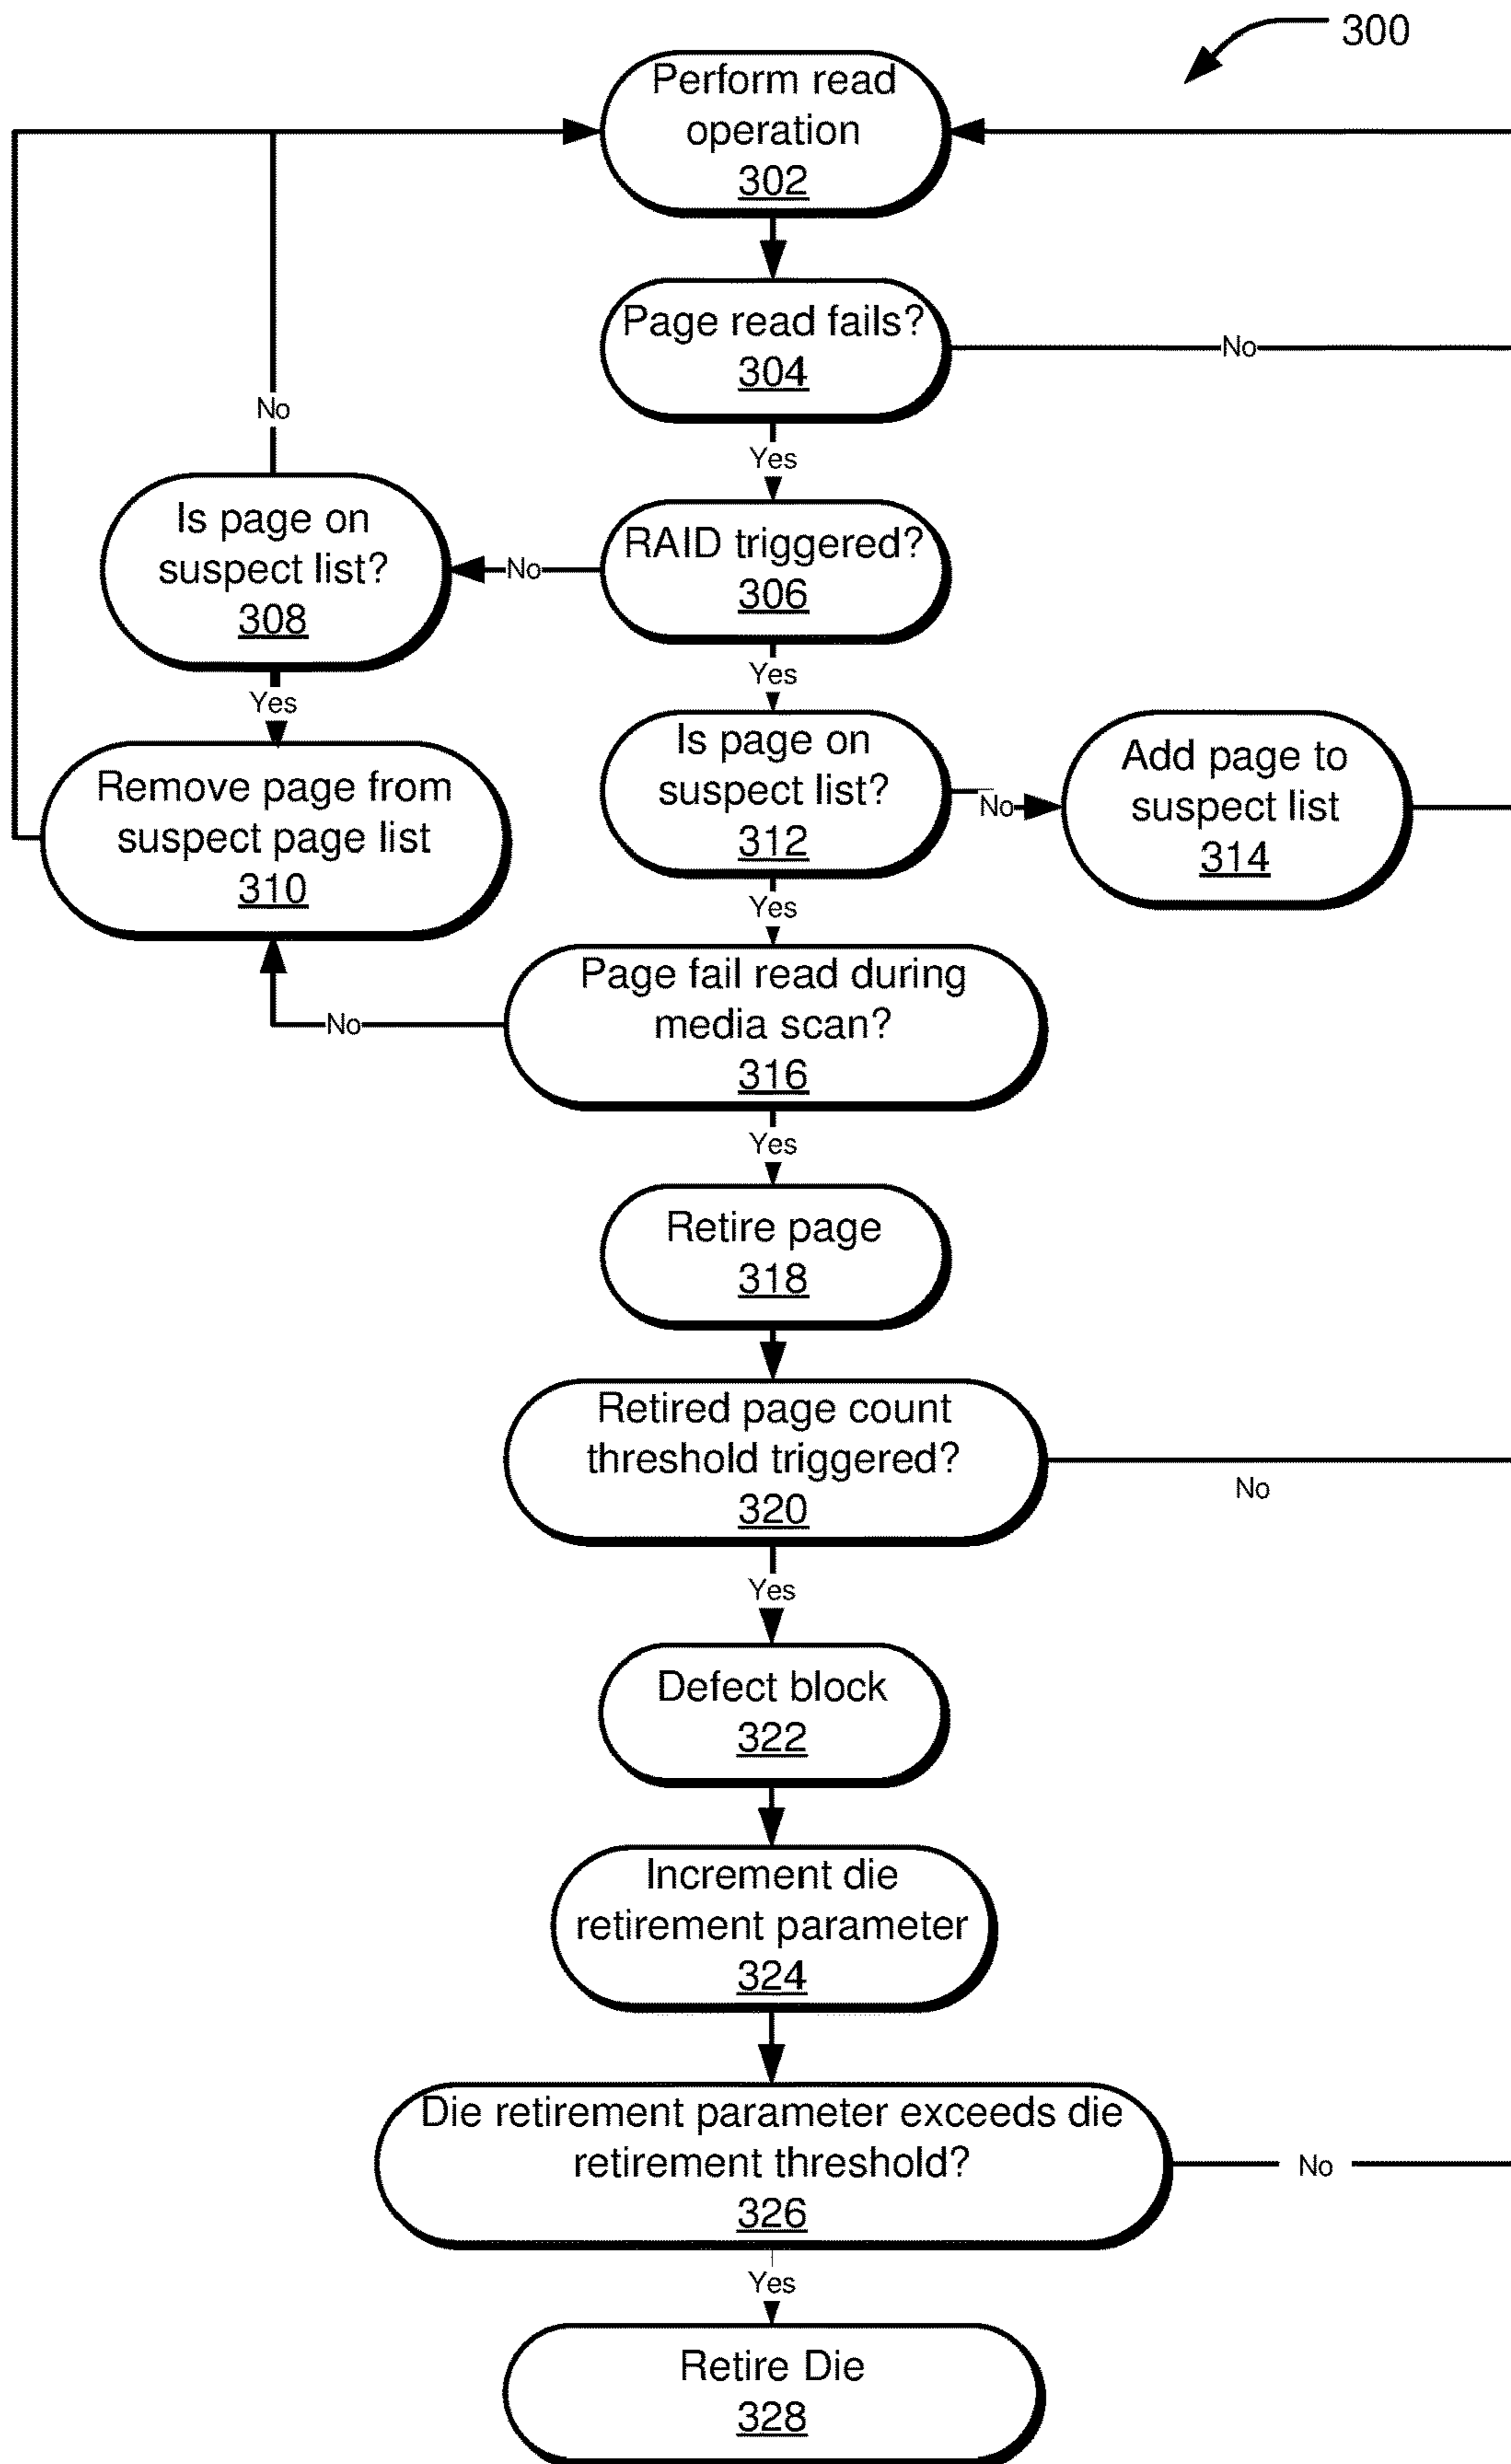 300
Perform read
operation
302
Page read fails?
304
No
Yes
No
Is page on
suspect list?
308
No
RAID triggered?
306
Yes
Yes
Is page on
suspect list?
312
No
Add page to
suspect list
314
Remove page from
suspect page list
310
Yes
Page fail read during
media scan?
316
No
Yes
Retire page
318
Retired page count
threshold triggered?
320
No
Yes
Defect block
322
Increment die
retirement parameter
324
Die retirement parameter exceeds die
retirement threshold?
326
No
Yes
Retire Die
328